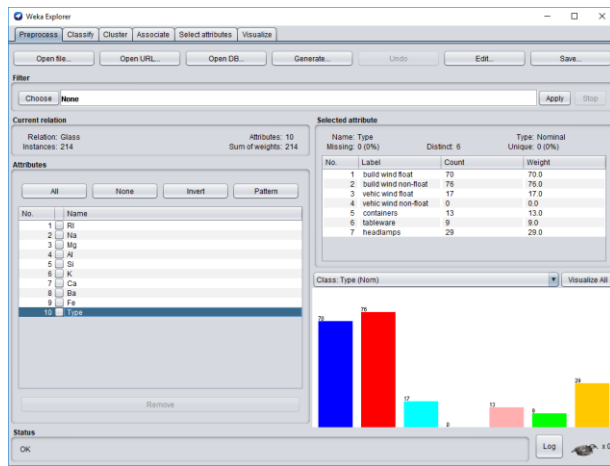 Weka Explorer
Preprocess Classify Cluster Associate Select attributes Visualize
Open file... Open URL... Open DB... Generate... Undo Edit... Save...
Filter
Choose None Apply Stop
Current relation
Relation: Glass Attributes: 10
Instances: 214 Sum of weights: 214
Attributes
All None Invert Pattern
No. Name
1 RI
2 Na
3 Mg
4 Al
5 Si
6 K
7 Ca
8 Ba
9 Fe
10 Type
Remove
Selected attribute
Name: Type Type: Nominal
Missing: 0 (0%) Distinct: 6 Unique: 0 (0%)
No. Label Count Weight
1 build wind float 70 70.0
2 build wind non-float 76 76.0
3 vehic wind float 17 17.0
4 vehic wind non-float 0 0.0
5 containers 13 13.0
6 tableware 9 9.0
7 headlamps 29 29.0
Class: Type (Nom) Visualize All
70 76 17 0 13 9 29
Status
OK Log x 0